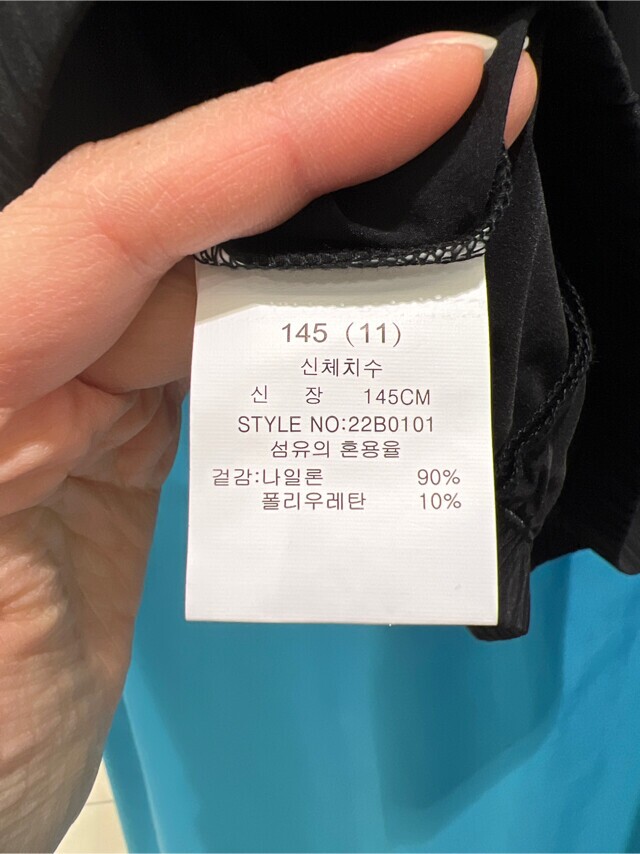 145 (11)
신체치수
신 장 145CM
STYLE NO:22B0101
섬유의 혼용율
겉감:나일론 90%
폴리우레탄 10%